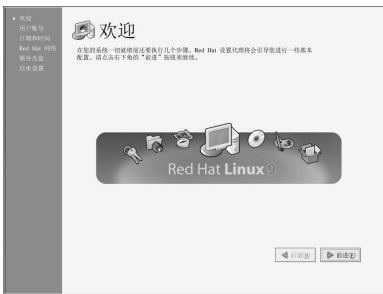 欢迎
用户账号
日期和时间
Red Hat 网络
额外光盘
结束设置
欢迎
在您的系统一切就绪前还要执行几个步骤。Red Hat 设置代理将会引导您进行一些基本
配置。请点击右下角的“前进”按钮来继续。
Red Hat Linux 9
后退(B)
前进(F)